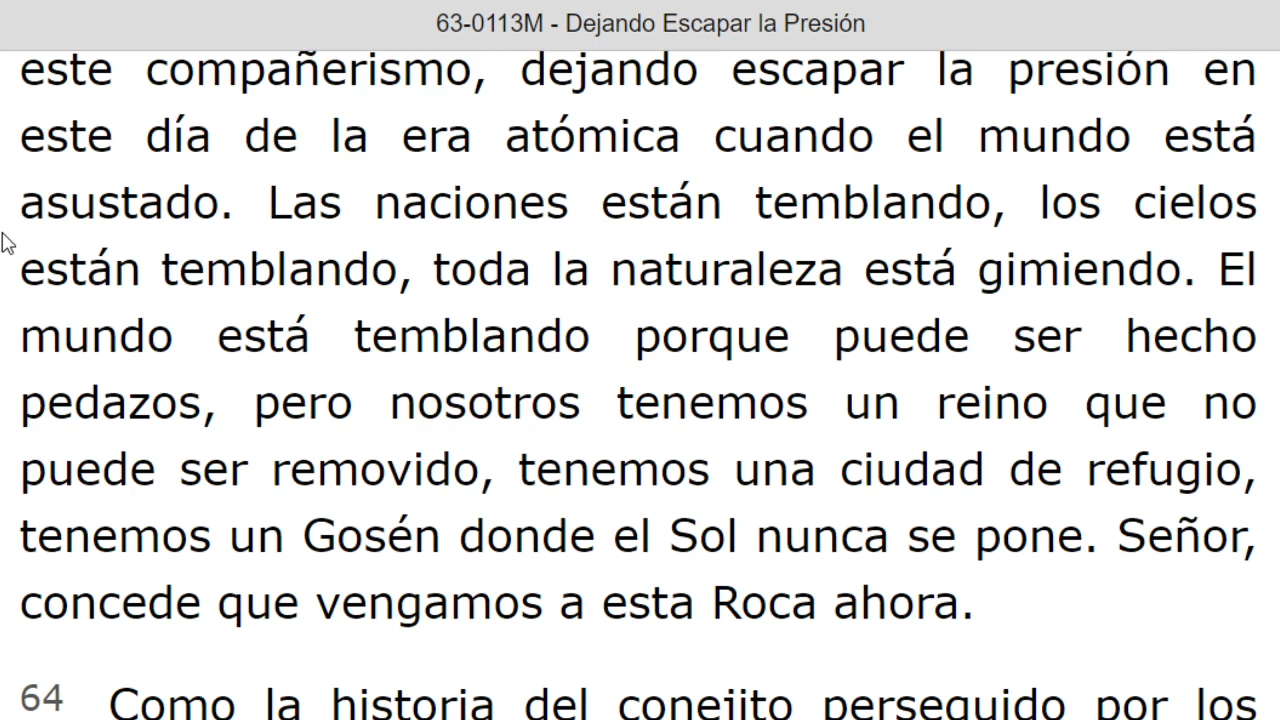 63-0113M - Dejando Escapar la Presión
este compañerismo, dejando escapar la presión en
este día de la era atómica cuando el mundo está
asustado. Las naciones están temblando, los cielos
están temblando, toda la naturaleza está gimiendo. El
mundo está temblando porque puede ser hecho
pedazos, pero nosotros tenemos un reino que no
puede ser removido, tenemos una ciudad de refugio,
tenemos un Gosén donde el Sol nunca se pone. Señor,
concede que vengamos a esta Roca ahora.
64 Como la historia del conejito perseguido por los